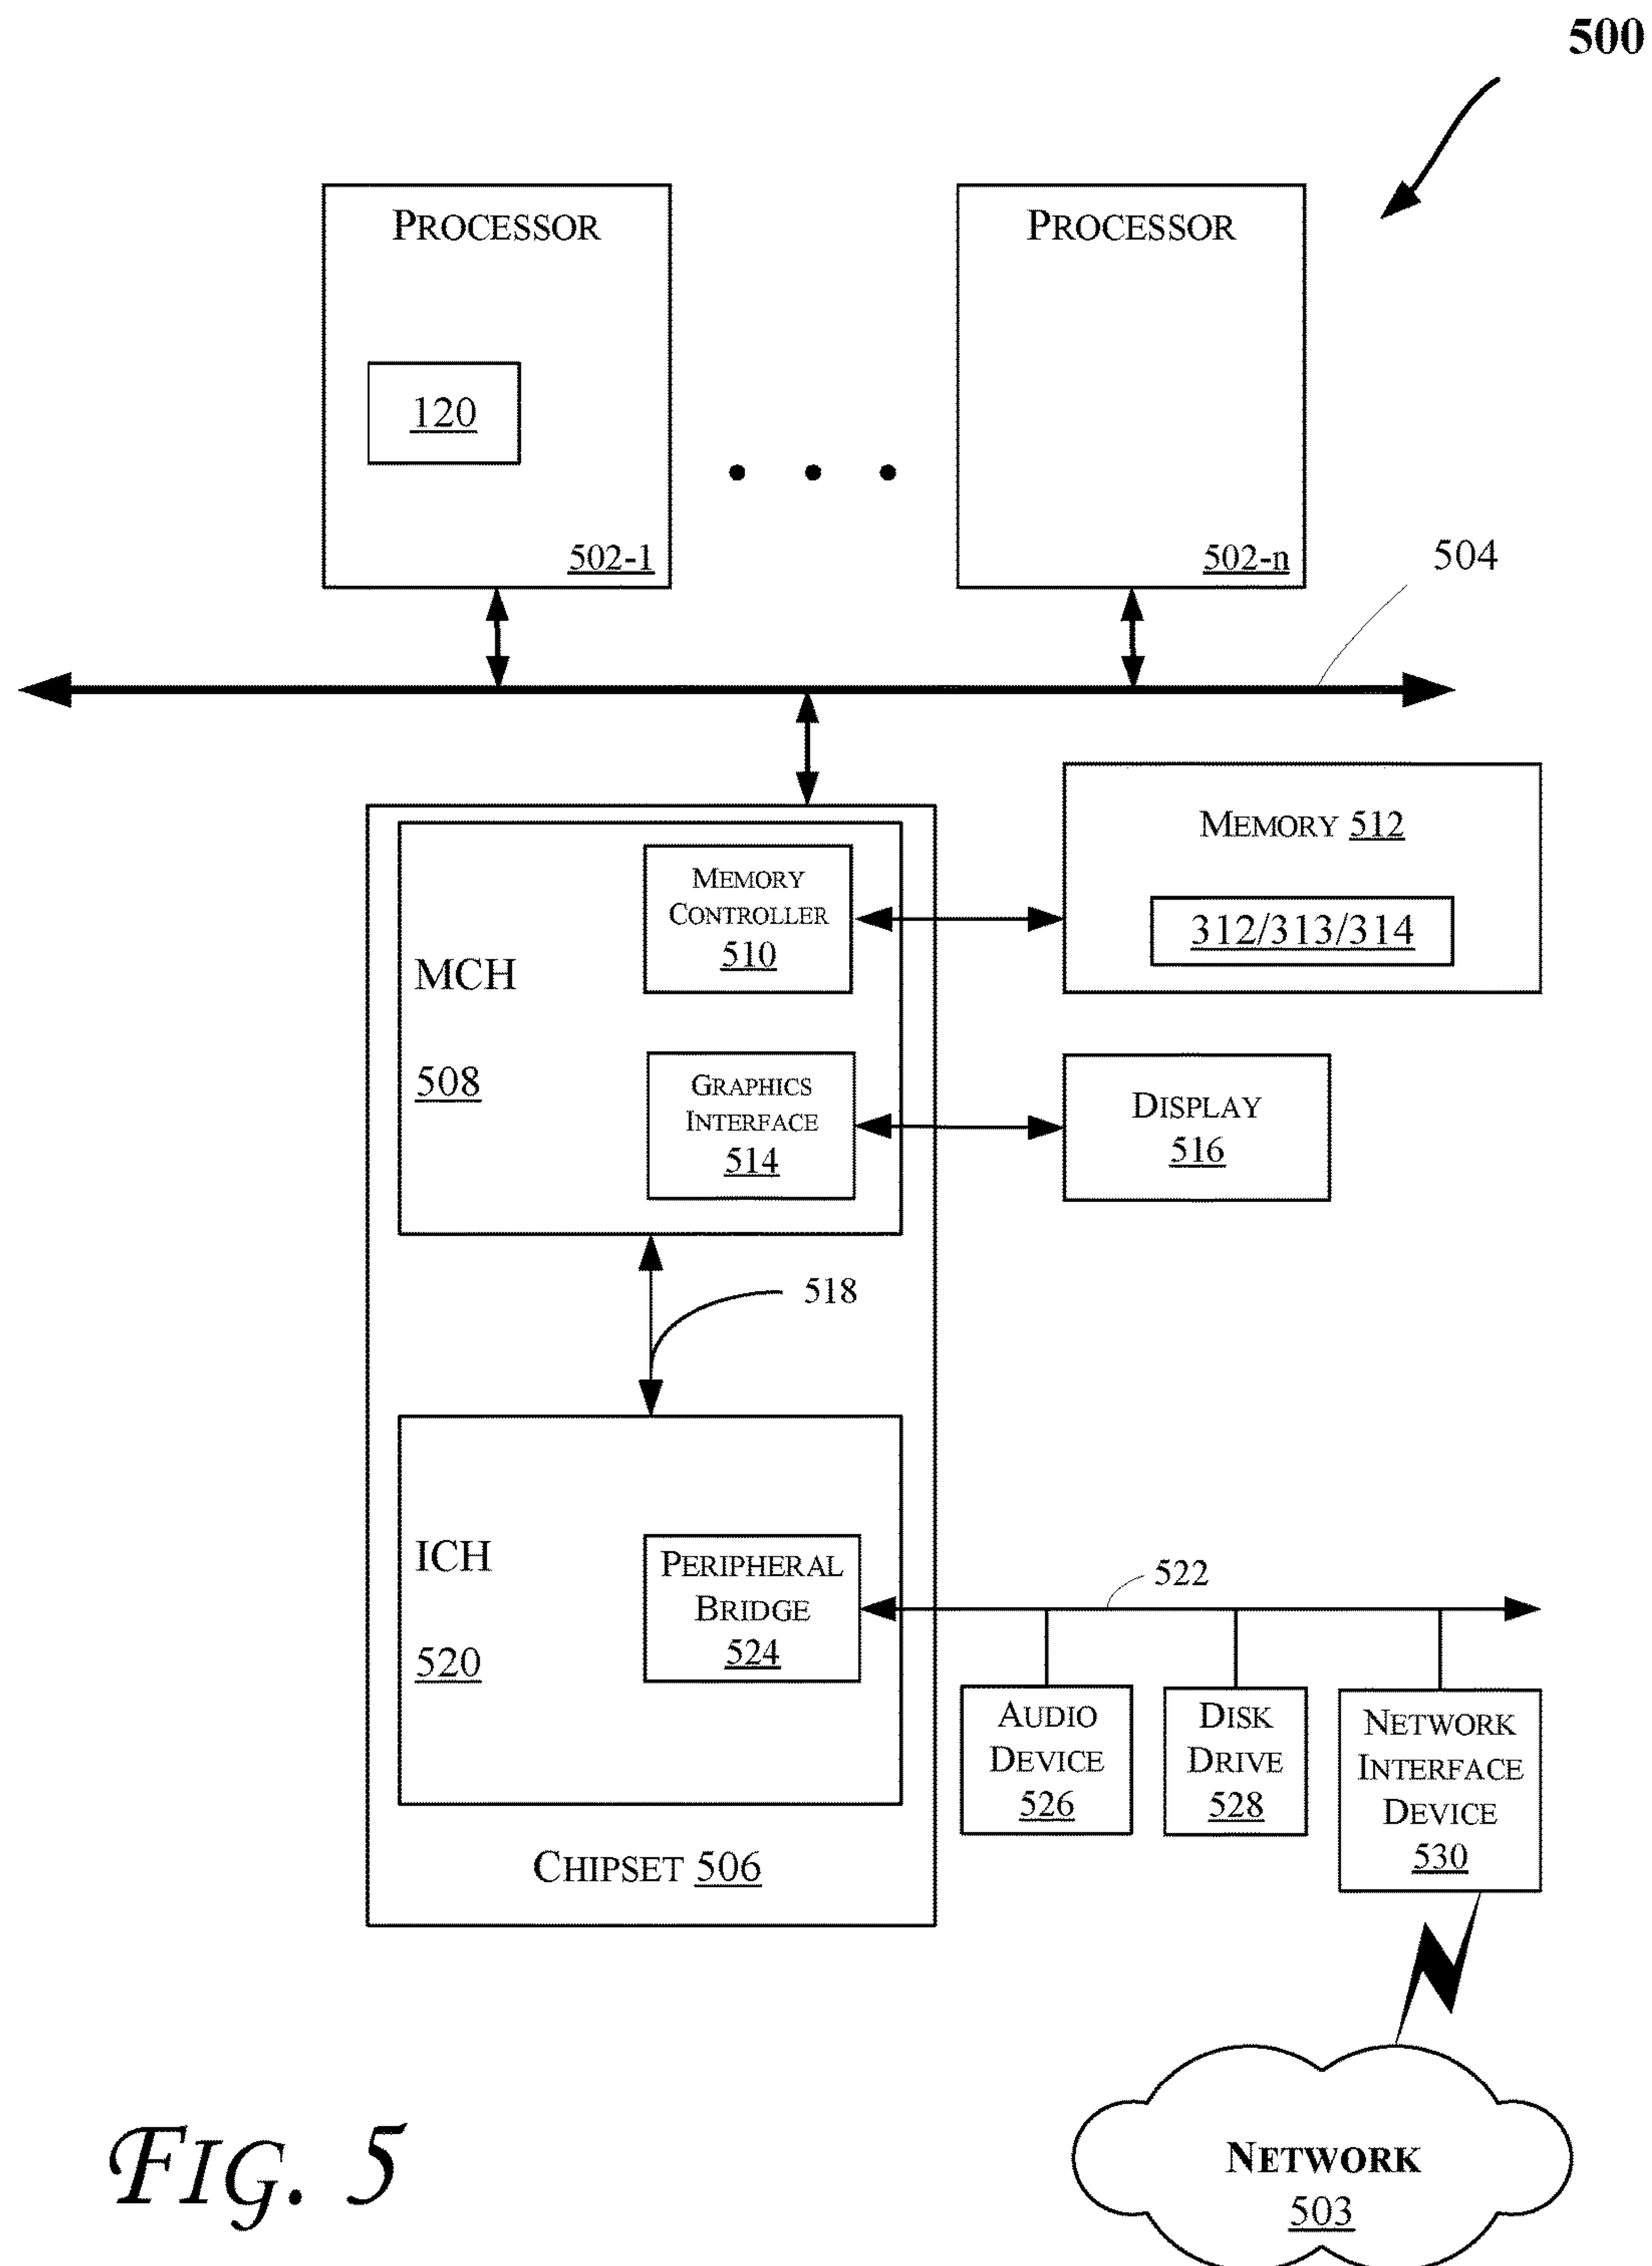 500
PROCESSOR
120
502-1
PROCESSOR
502-n
504
MEMORY
CONTROLLER
510
MCH
508
GRAPHICS
INTERFACE
514
MEMORY 512
312/313/314
DISPLAY
516
518
ICH
520
PERIPHERAL
BRIDGE
524
522
AUDIO
DEVICE
526
DISK
DRIVE
528
NETWORK
INTERFACE
DEVICE
530
CHIPSET 506
NETWORK
503
FIG. 5